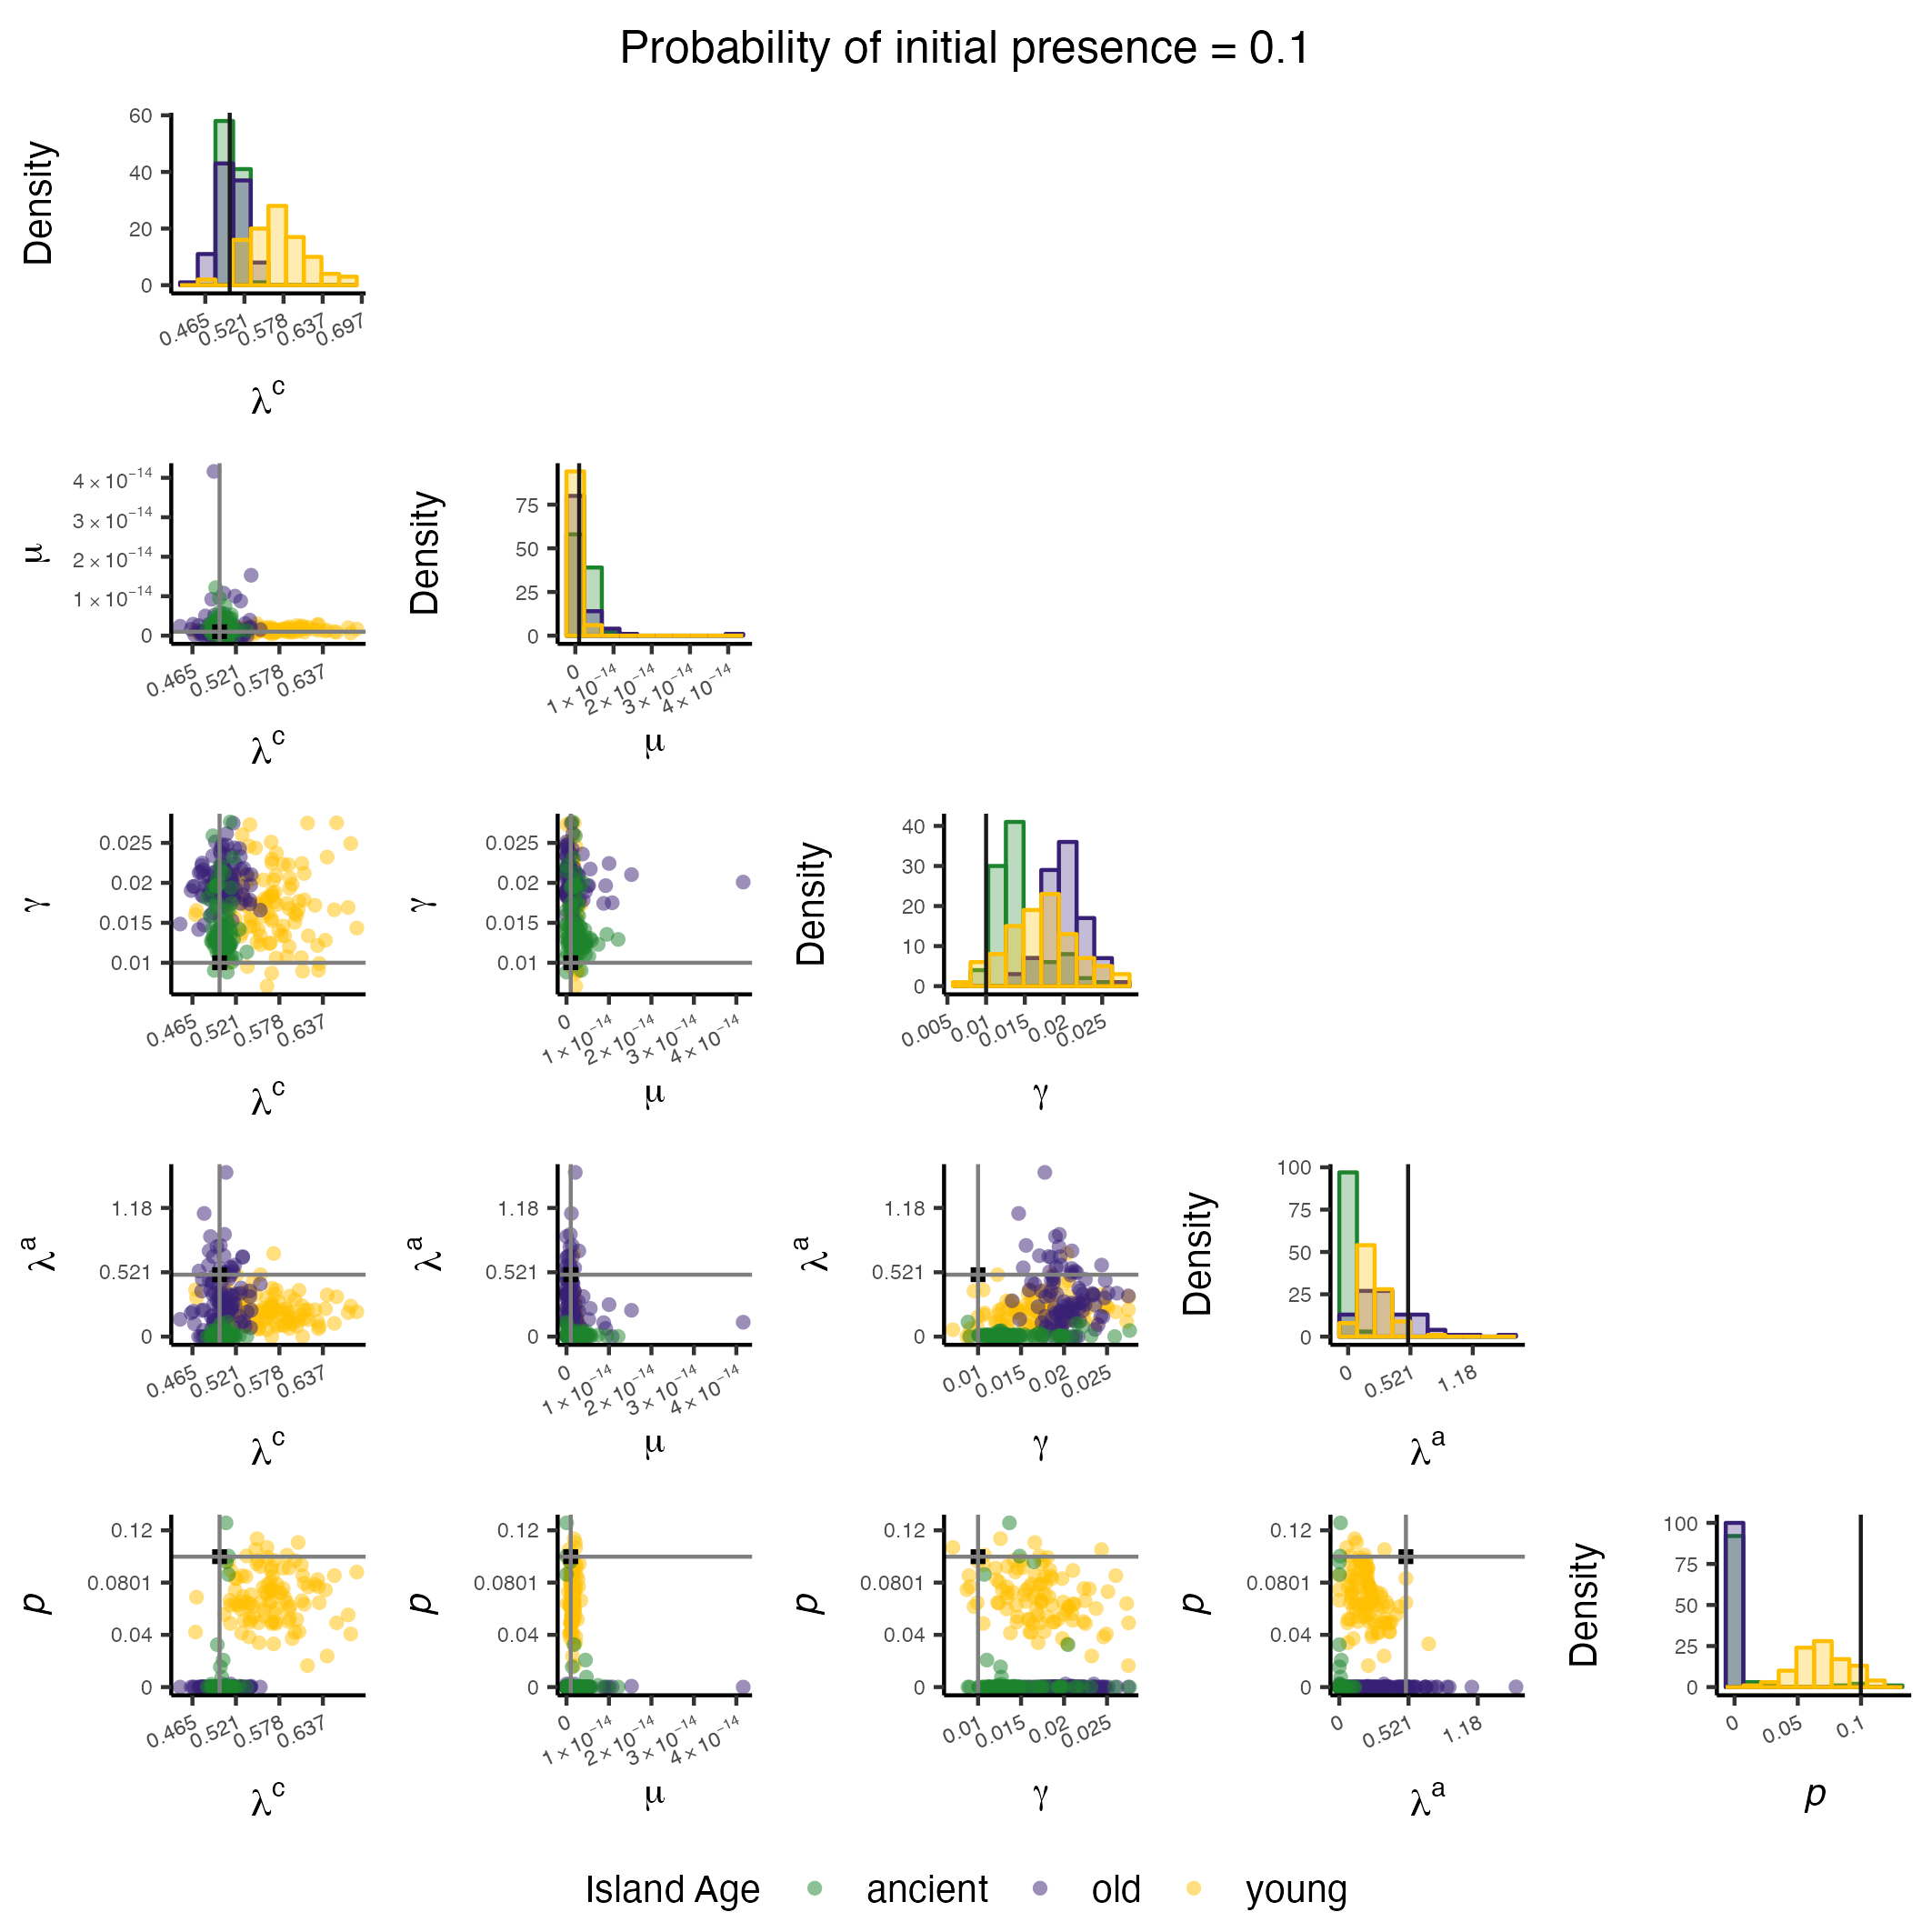 Probability of initial presence = 0.1
Density
60
40
20
0
0.465 0.521 0.578 0.637 0.697
λ^c
μ
4 × 10⁻¹⁴
3 × 10⁻¹⁴
2 × 10⁻¹⁴
1 × 10⁻¹⁴
0
0.465 0.521 0.578 0.637
λ^c
Density
75
50
25
0
0 1 × 10⁻¹⁴ 2 × 10⁻¹⁴ 3 × 10⁻¹⁴ 4 × 10⁻¹⁴
μ
γ
0.025
0.02
0.015
0.01
0.465 0.521 0.578 0.637
λ^c
γ
0.025
0.02
0.015
0.01
0 1 × 10⁻¹⁴ 2 × 10⁻¹⁴ 3 × 10⁻¹⁴ 4 × 10⁻¹⁴
μ
Density
40
30
20
10
0
0.005 0.01 0.015 0.02 0.025
γ
λ^a
1.18
0.521
0
0.465 0.521 0.578 0.637
λ^c
λ^a
1.18
0.521
0
0 1 × 10⁻¹⁴ 2 × 10⁻¹⁴ 3 × 10⁻¹⁴ 4 × 10⁻¹⁴
μ
λ^a
1.18
0.521
0
0.01 0.015 0.02 0.025
γ
Density
100
75
50
25
0
0 0.521 1.18
λ^a
p
0.12
0.0801
0.04
0
0.465 0.521 0.578 0.637
λ^c
p
0.12
0.0801
0.04
0
0 1 × 10⁻¹⁴ 2 × 10⁻¹⁴ 3 × 10⁻¹⁴ 4 × 10⁻¹⁴
μ
p
0.12
0.0801
0.04
0
0.01 0.015 0.02 0.025
γ
p
0.12
0.0801
0.04
0
0 0.521 1.18
λ^a
Density
100
75
50
25
0
0 0.05 0.1
p
Island Age ancient old young